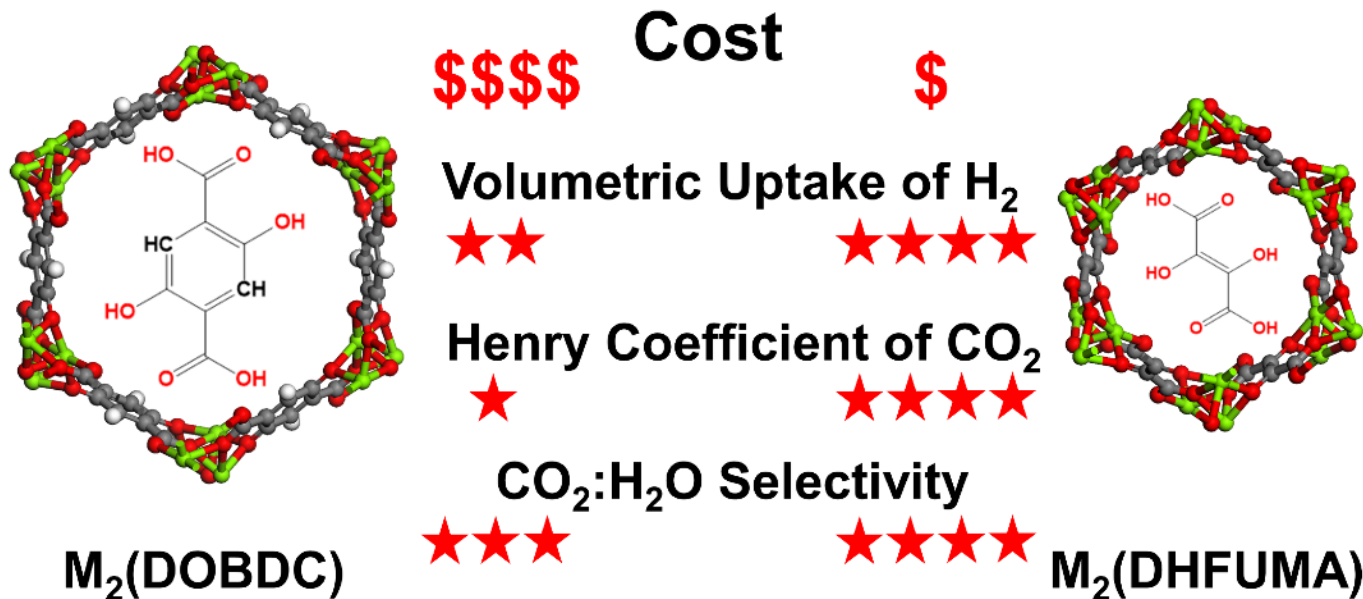 Cost
$$$$ $
Volumetric Uptake of H₂
Henry Coefficient of CO₂
CO₂:H₂O Selectivity
M₂(DOBDC)
M₂(DHFUMA)
HO
O
OH
HC
CH
HO
O
OH
HO
O
OH
HO
O
OH